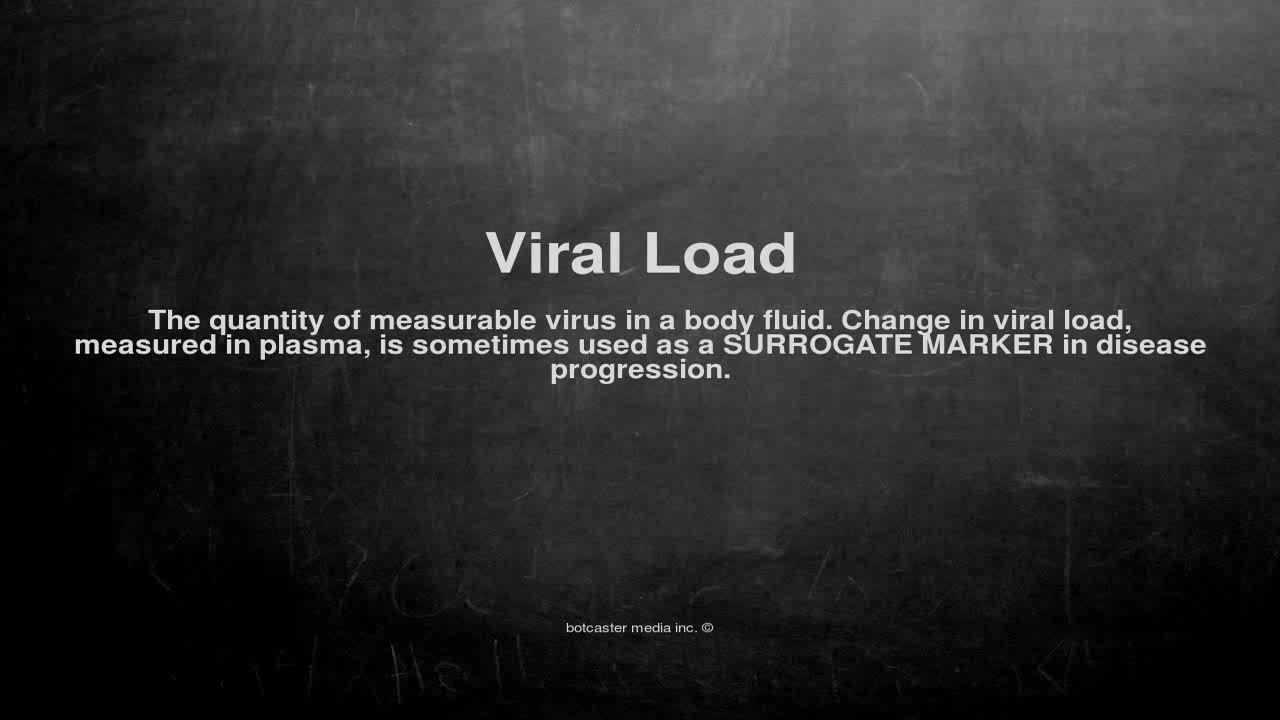 Viral Load
The quantity of measurable virus in a body fluid. Change in viral load,
measured in plasma, is sometimes used as a SURROGATE MARKER in disease
progression.
botcaster media inc. ©